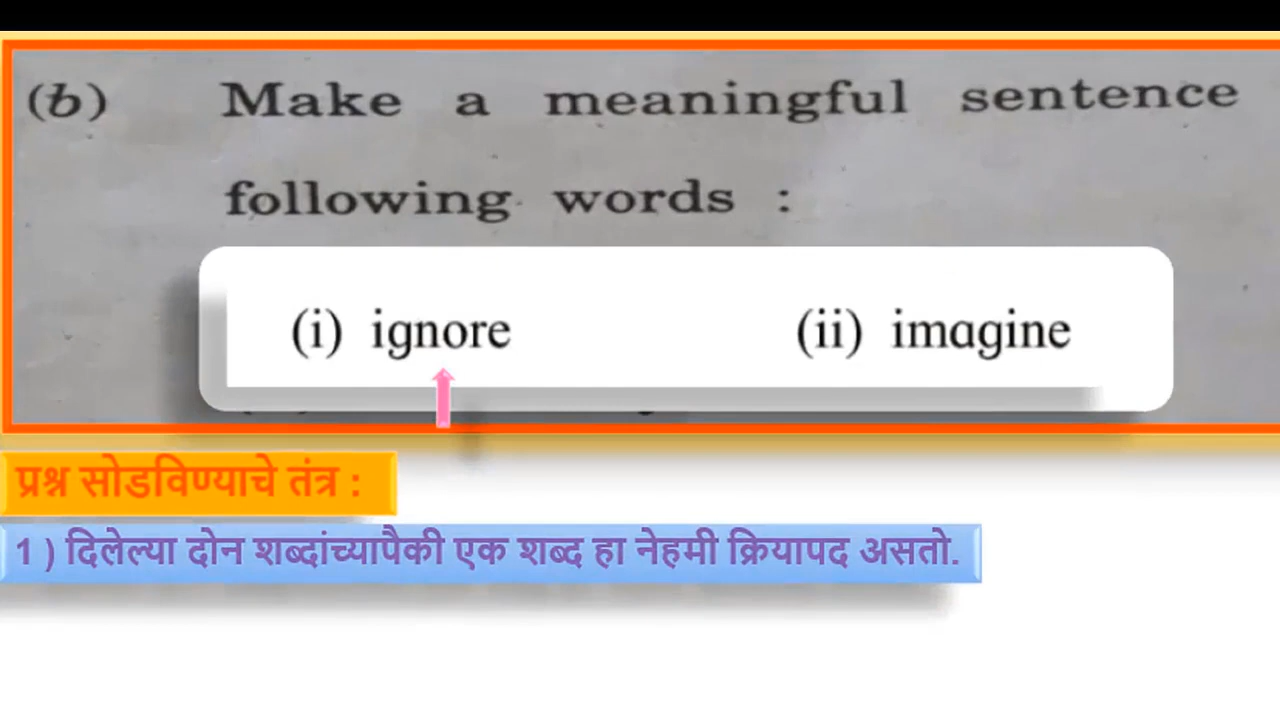 (b) Make a meaningful sentence
following words :
(i) ignore (ii) imagine
प्रश्न सोडविण्याचे तंत्र :
1 ) दिलेल्या दोन शब्दांच्यापैकी एक शब्द हा नेहमी क्रियापद असतो.